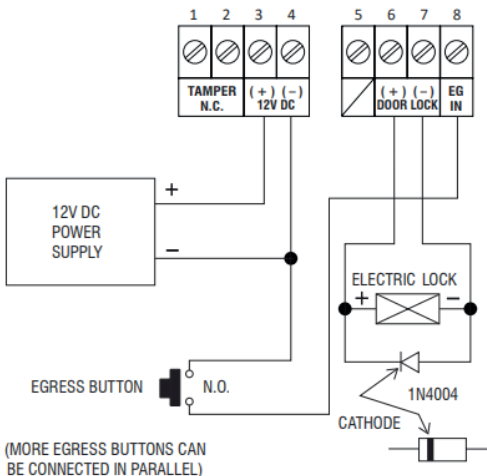 1 2 3 4 5 6 7 8
TAMPER (+) (−) (+) (−) EG
N.C. 12V DC DOOR LOCK IN
+
12V DC
POWER
SUPPLY
−
ELECTRIC LOCK
+ −
EGRESS BUTTON N.O.
1N4004
CATHODE
(MORE EGRESS BUTTONS CAN
BE CONNECTED IN PARALLEL)